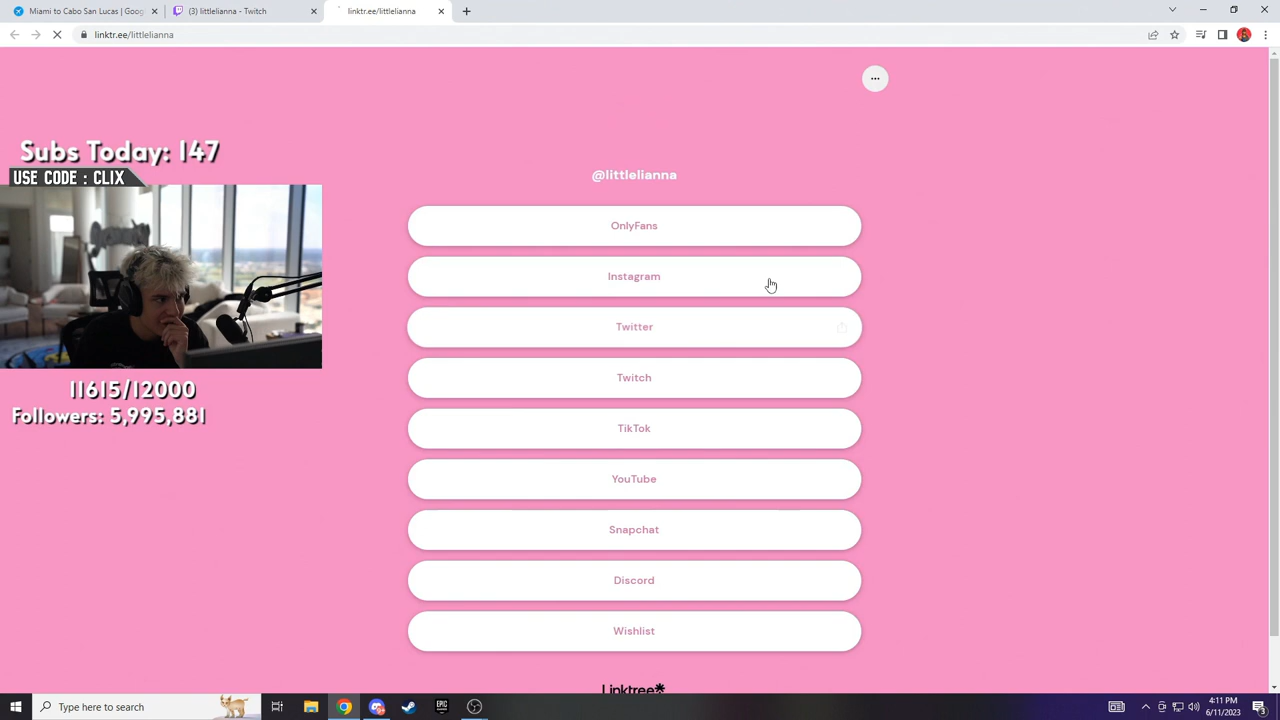 Miami to Cabo San Lucas | Goog
(3) littlelianna - Twitch
linktr.ee/littlelianna
linktr.ee/littlelianna
@littlelianna
Subs Today: 147
USE CODE : CLIX
11615/12000
Followers: 5,995,881
OnlyFans
Instagram
Twitter
Twitch
TikTok
YouTube
Snapchat
Discord
Wishlist
Linktree*
Type here to search
EPIC
4:11 PM
6/11/2023
3